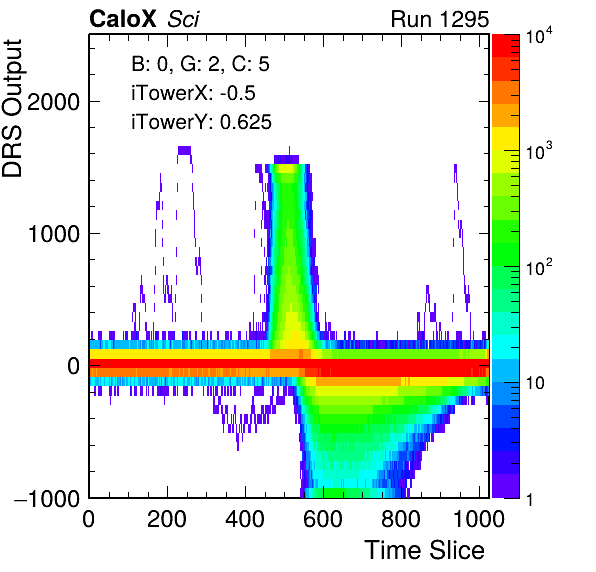 CaloX Sci Run 1295
B: 0, G: 2, C: 5
iTowerX: -0.5
iTowerY: 0.625
DRS Output
2000
1000
0
−1000
0 200 400 600 800 1000
Time Slice
10^4
10^3
10^2
10
1